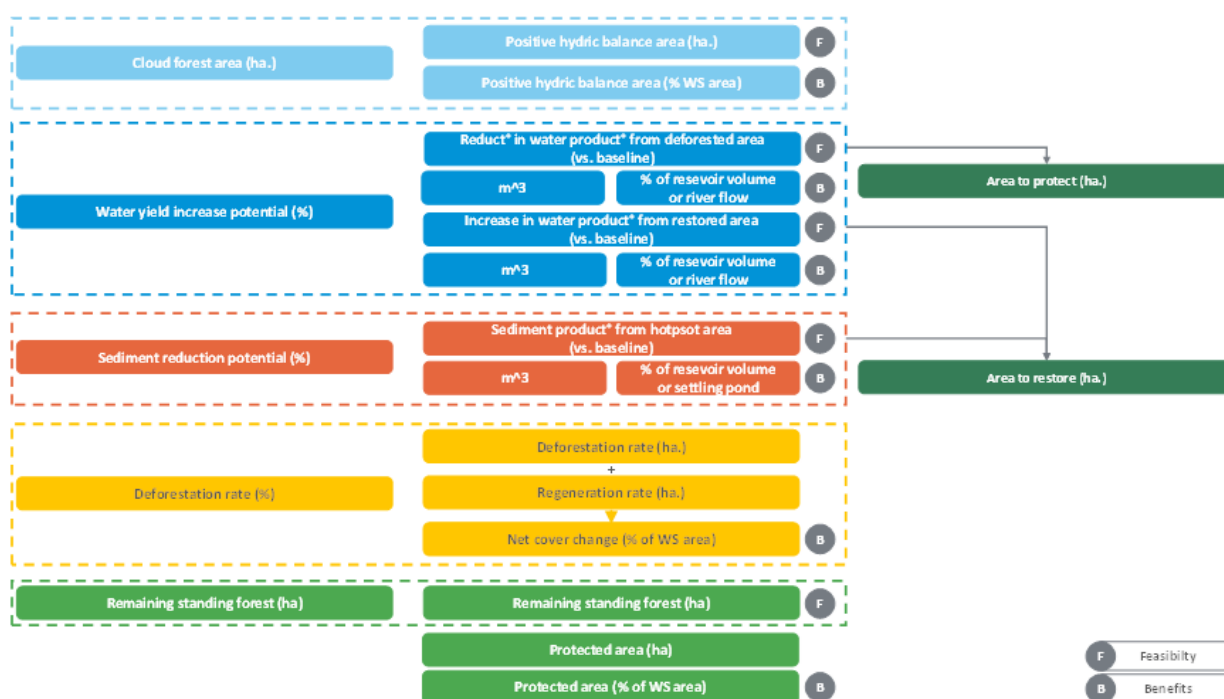 Cloud forest area (ha.)
Positive hydric balance area (ha.)
F
Positive hydric balance area (% WS area)
B
Water yield increase potential (%)
Reduct* in water product* from deforested area
(vs. baseline)
F
m^3
% of resevoir volume
or river flow
B
Increase in water product* from restored area
(vs. baseline)
F
m^3
% of resevoir volume
or river flow
B
Area to protect (ha.)
Sediment reduction potential (%)
Sediment product* from hotpsot area
(vs. baseline)
F
m^3
% of resevoir volume
or settling pond
B
Area to restore (ha.)
Deforestation rate (%)
Deforestation rate (ha.)
+
Regeneration rate (ha.)
Net cover change (% of WS area)
B
Remaining standing forest (ha)
Remaining standing forest (ha)
F
Protected area (ha)
Protected area (% of WS area)
B
F
Feasibilty
B
Benefits